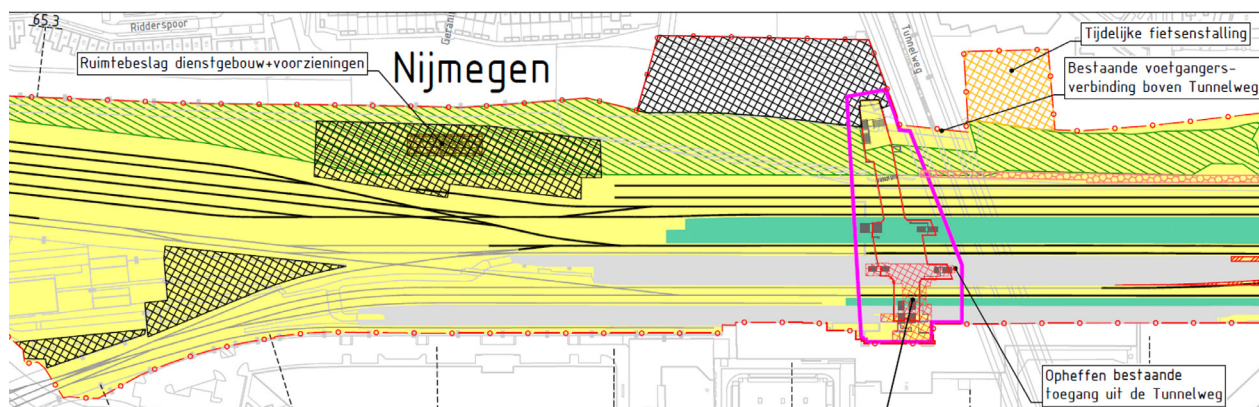 65.3
Ridderspoor
Tunnelweg
Tijdelijke fietsenstalling
Ruimtebeslag dienstgebouw+voorzieningen
Nijmegen
Bestaande voetgangers-
verbinding boven Tunnelweg
Opheffen bestaande
toegang uit de Tunnelweg